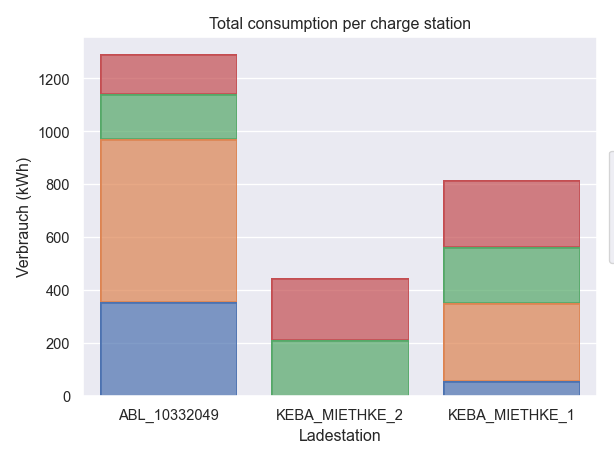 Total consumption per charge station
Verbrauch (kWh)
1200
1000
800
600
400
200
0
ABL_10332049 KEBA_MIETHKE_2 KEBA_MIETHKE_1
Ladestation